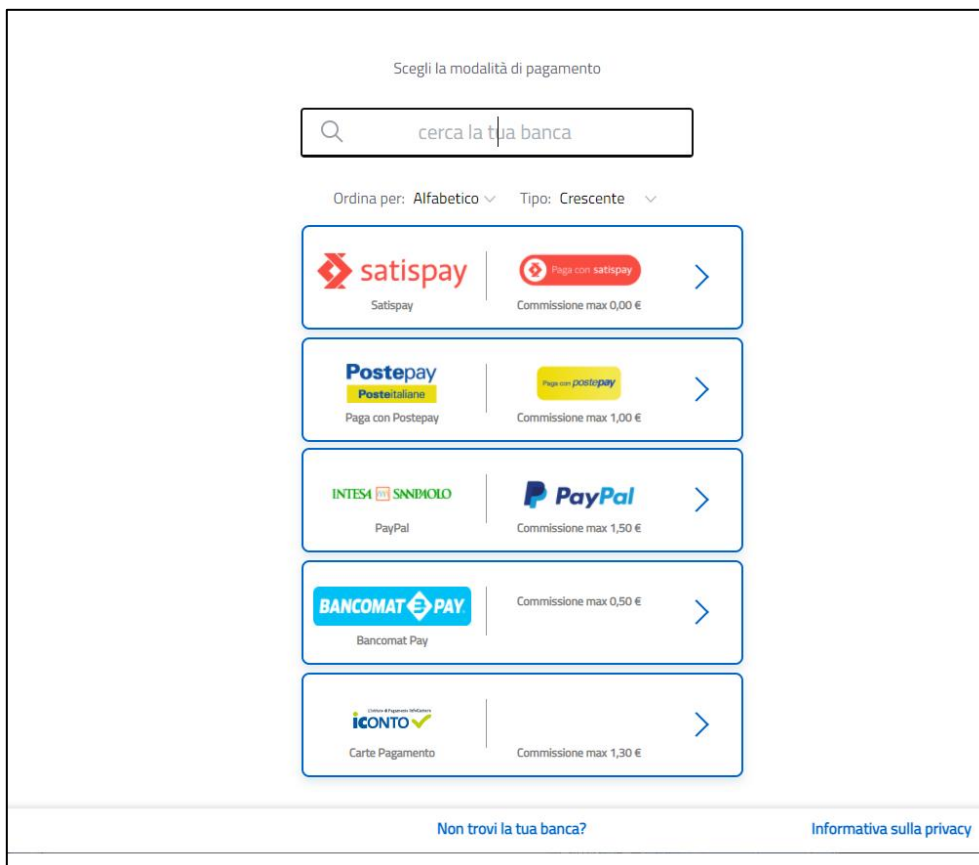 Scegli la modalità di pagamento
cerca la tua banca
Ordina per: Alfabetico Tipo: Crescente
satispay Paga con satispay
Satispay Commissione max 0,00 €
Postepay
Posteitaliane Paga con postepay
Paga con Postepay Commissione max 1,00 €
INTESA SANPAOLO PayPal
PayPal Commissione max 1,50 €
BANCOMAT PAY Commissione max 0,50 €
Bancomat Pay
iCONTO
Carte Pagamento Commissione max 1,30 €
Non trovi la tua banca? Informativa sulla privacy